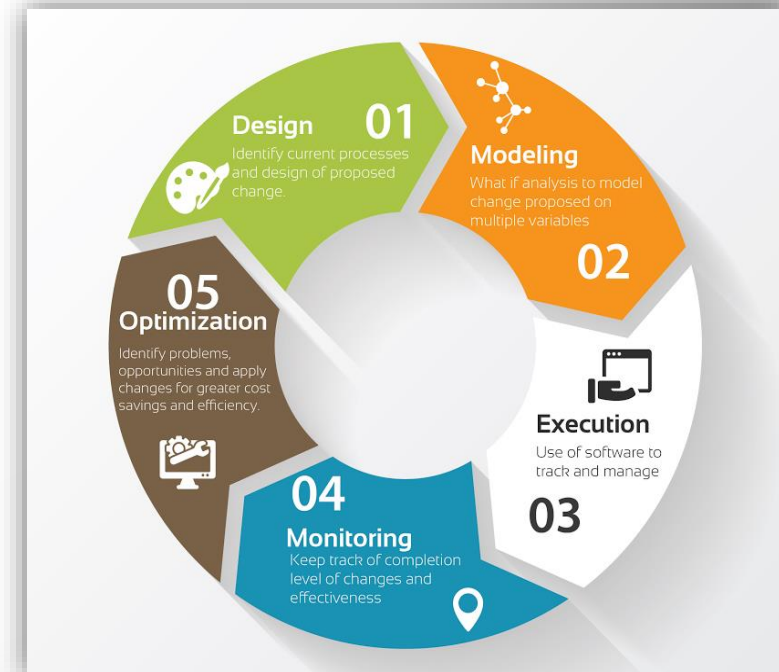 Design 01
Identify current processes
and design of proposed
change.
Modeling
What if analysis to model
change proposed on
multiple variables
02
Execution
Use of software to
track and manage
03
04
Monitoring
Keep track of completion
level of changes and
effectiveness
05
Optimization
Identify problems,
opportunities and apply
changes for greater cost
savings and efficiency.